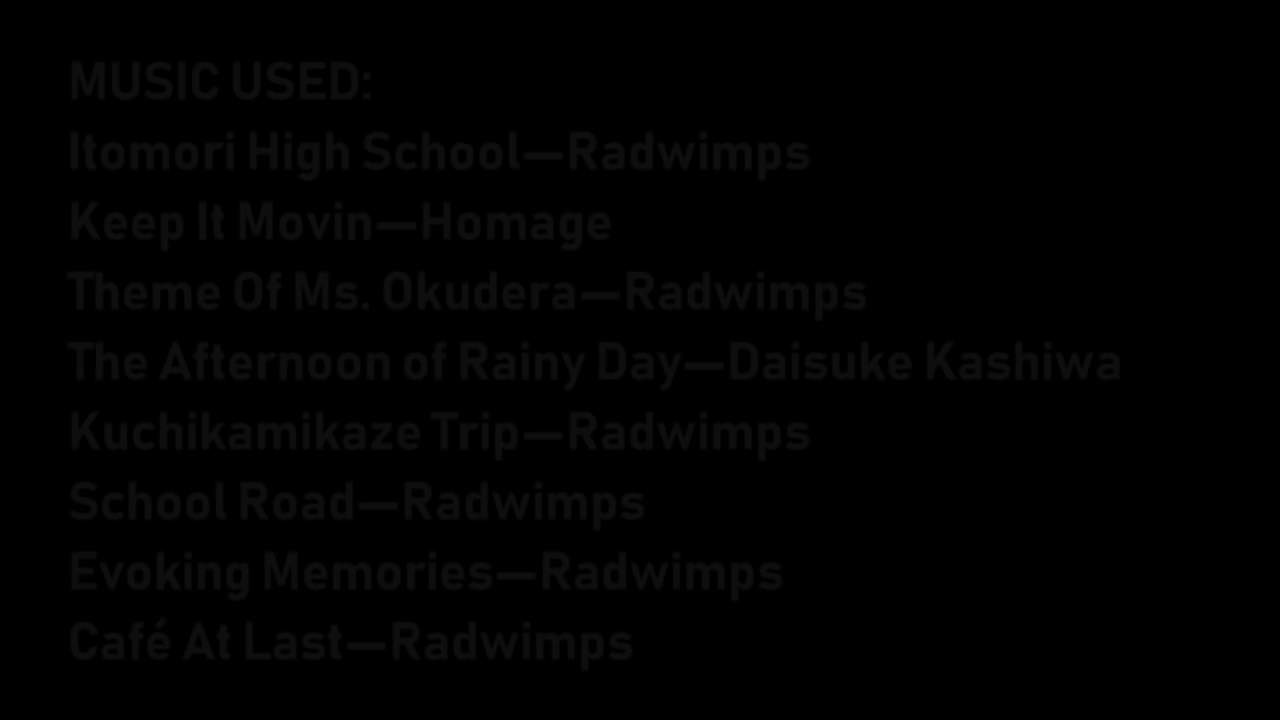 MUSIC USED:
Itomori High School—Radwimps
Keep It Movin—Homage
Theme Of Ms. Okudera—Radwimps
The Afternoon of Rainy Day—Daisuke Kashiwa
Kuchikamikaze Trip—Radwimps
School Road—Radwimps
Evoking Memories—Radwimps
Café At Last—Radwimps